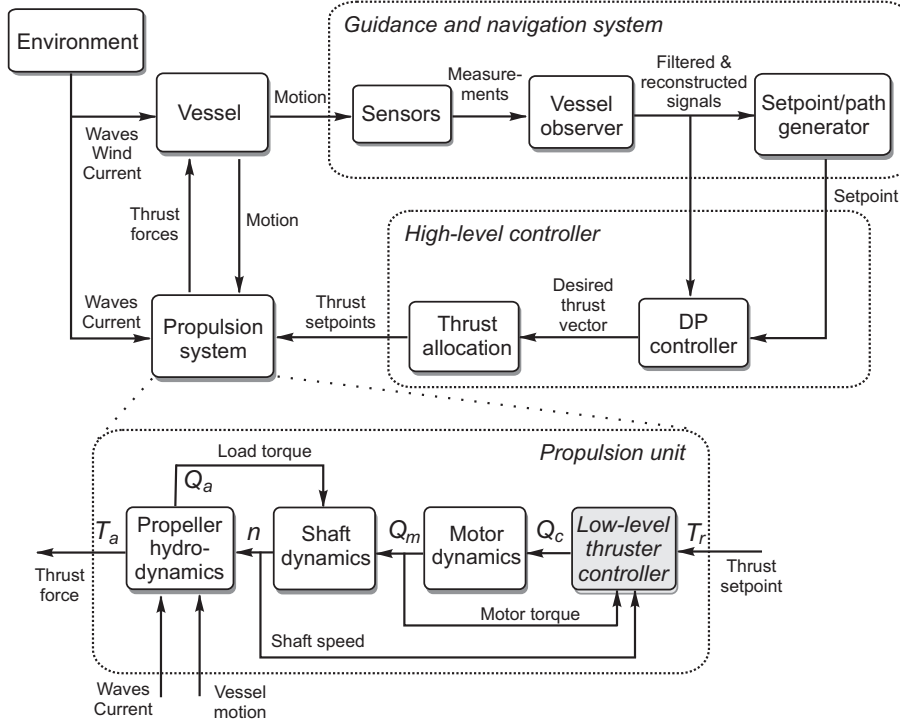 Environment
Guidance and navigation system
Vessel
Motion
Sensors
Measure-
ments
Vessel
observer
Filtered &
reconstructed
signals
Setpoint/path
generator
Waves
Wind
Current
Thrust
forces
Motion
Setpoint
High-level controller
Waves
Current
Propulsion
system
Thrust
setpoints
Thrust
allocation
Desired
thrust
vector
DP
controller
Propulsion unit
Load torque
Qa
Ta
Thrust
force
Propeller
hydro-
dynamics
n
Shaft
dynamics
Qm
Motor
dynamics
Qc
Low-level
thruster
controller
Tr
Thrust
setpoint
Motor torque
Shaft speed
Waves
Current
Vessel
motion